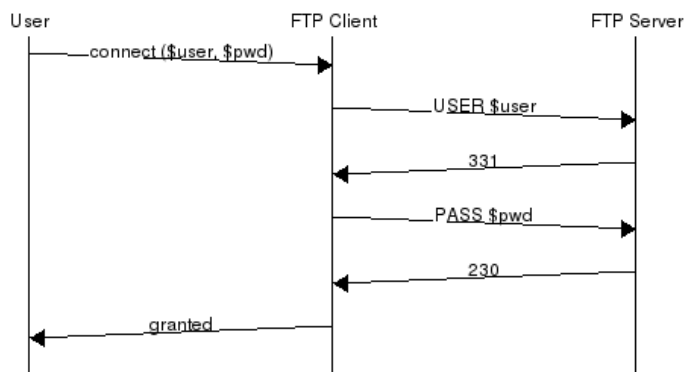 User FTP Client FTP Server
connect ($user, $pwd)
USER $user
331
PASS $pwd
230
granted